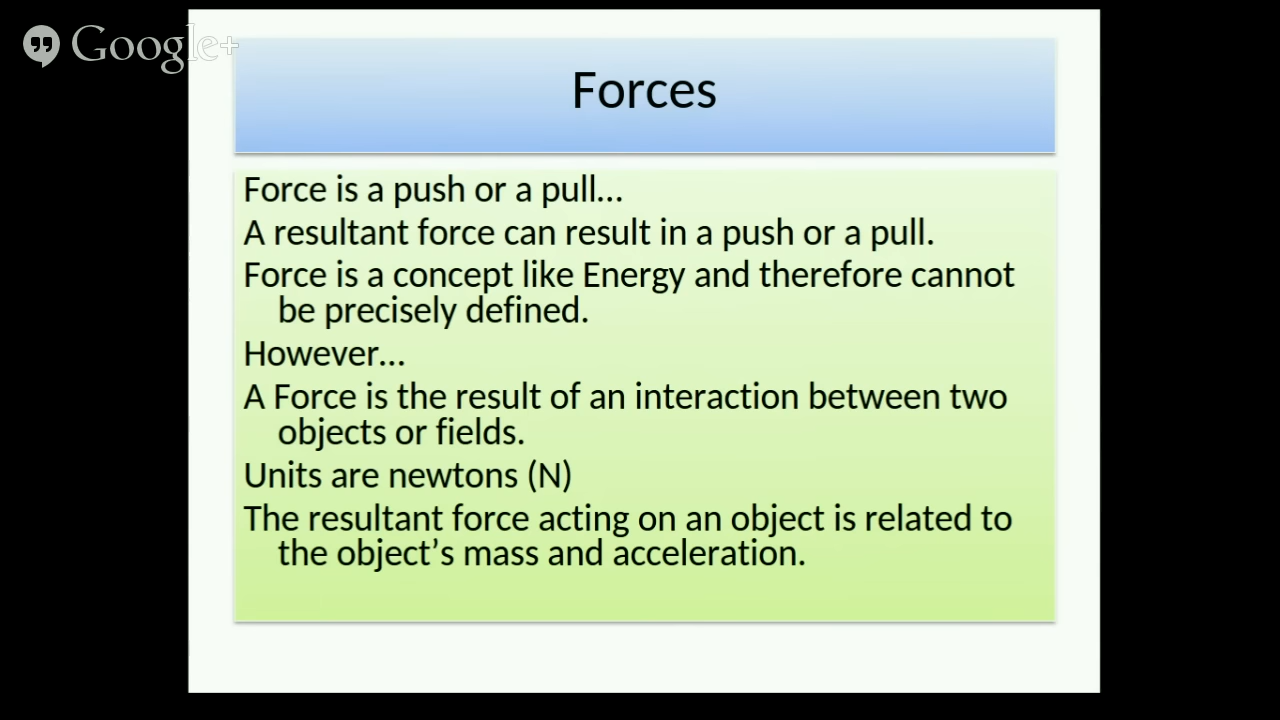 Google+
Forces
Force is a push or a pull...
A resultant force can result in a push or a pull.
Force is a concept like Energy and therefore cannot
be precisely defined.
However...
A Force is the result of an interaction between two
objects or fields.
Units are newtons (N)
The resultant force acting on an object is related to
the object’s mass and acceleration.